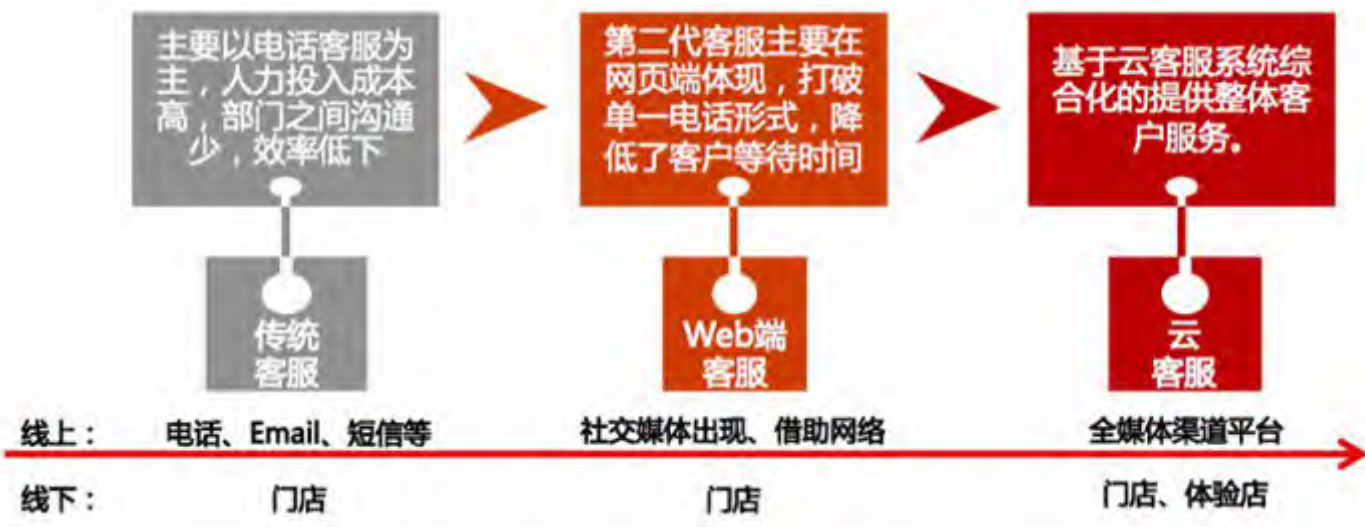 主要以电话客服为
主，人力投入成本
高，部门之间沟通
少，效率低下
第二代客服主要在
网页端体现，打破
单一电话形式，降
低了客户等待时间
基于云客服系统综
合化的提供整体客
户服务。
传统
客服
Web端
客服
云
客服
线上： 电话、Email、短信等 社交媒体出现、借助网络 全媒体渠道平台
线下： 门店 门店 门店、体验店